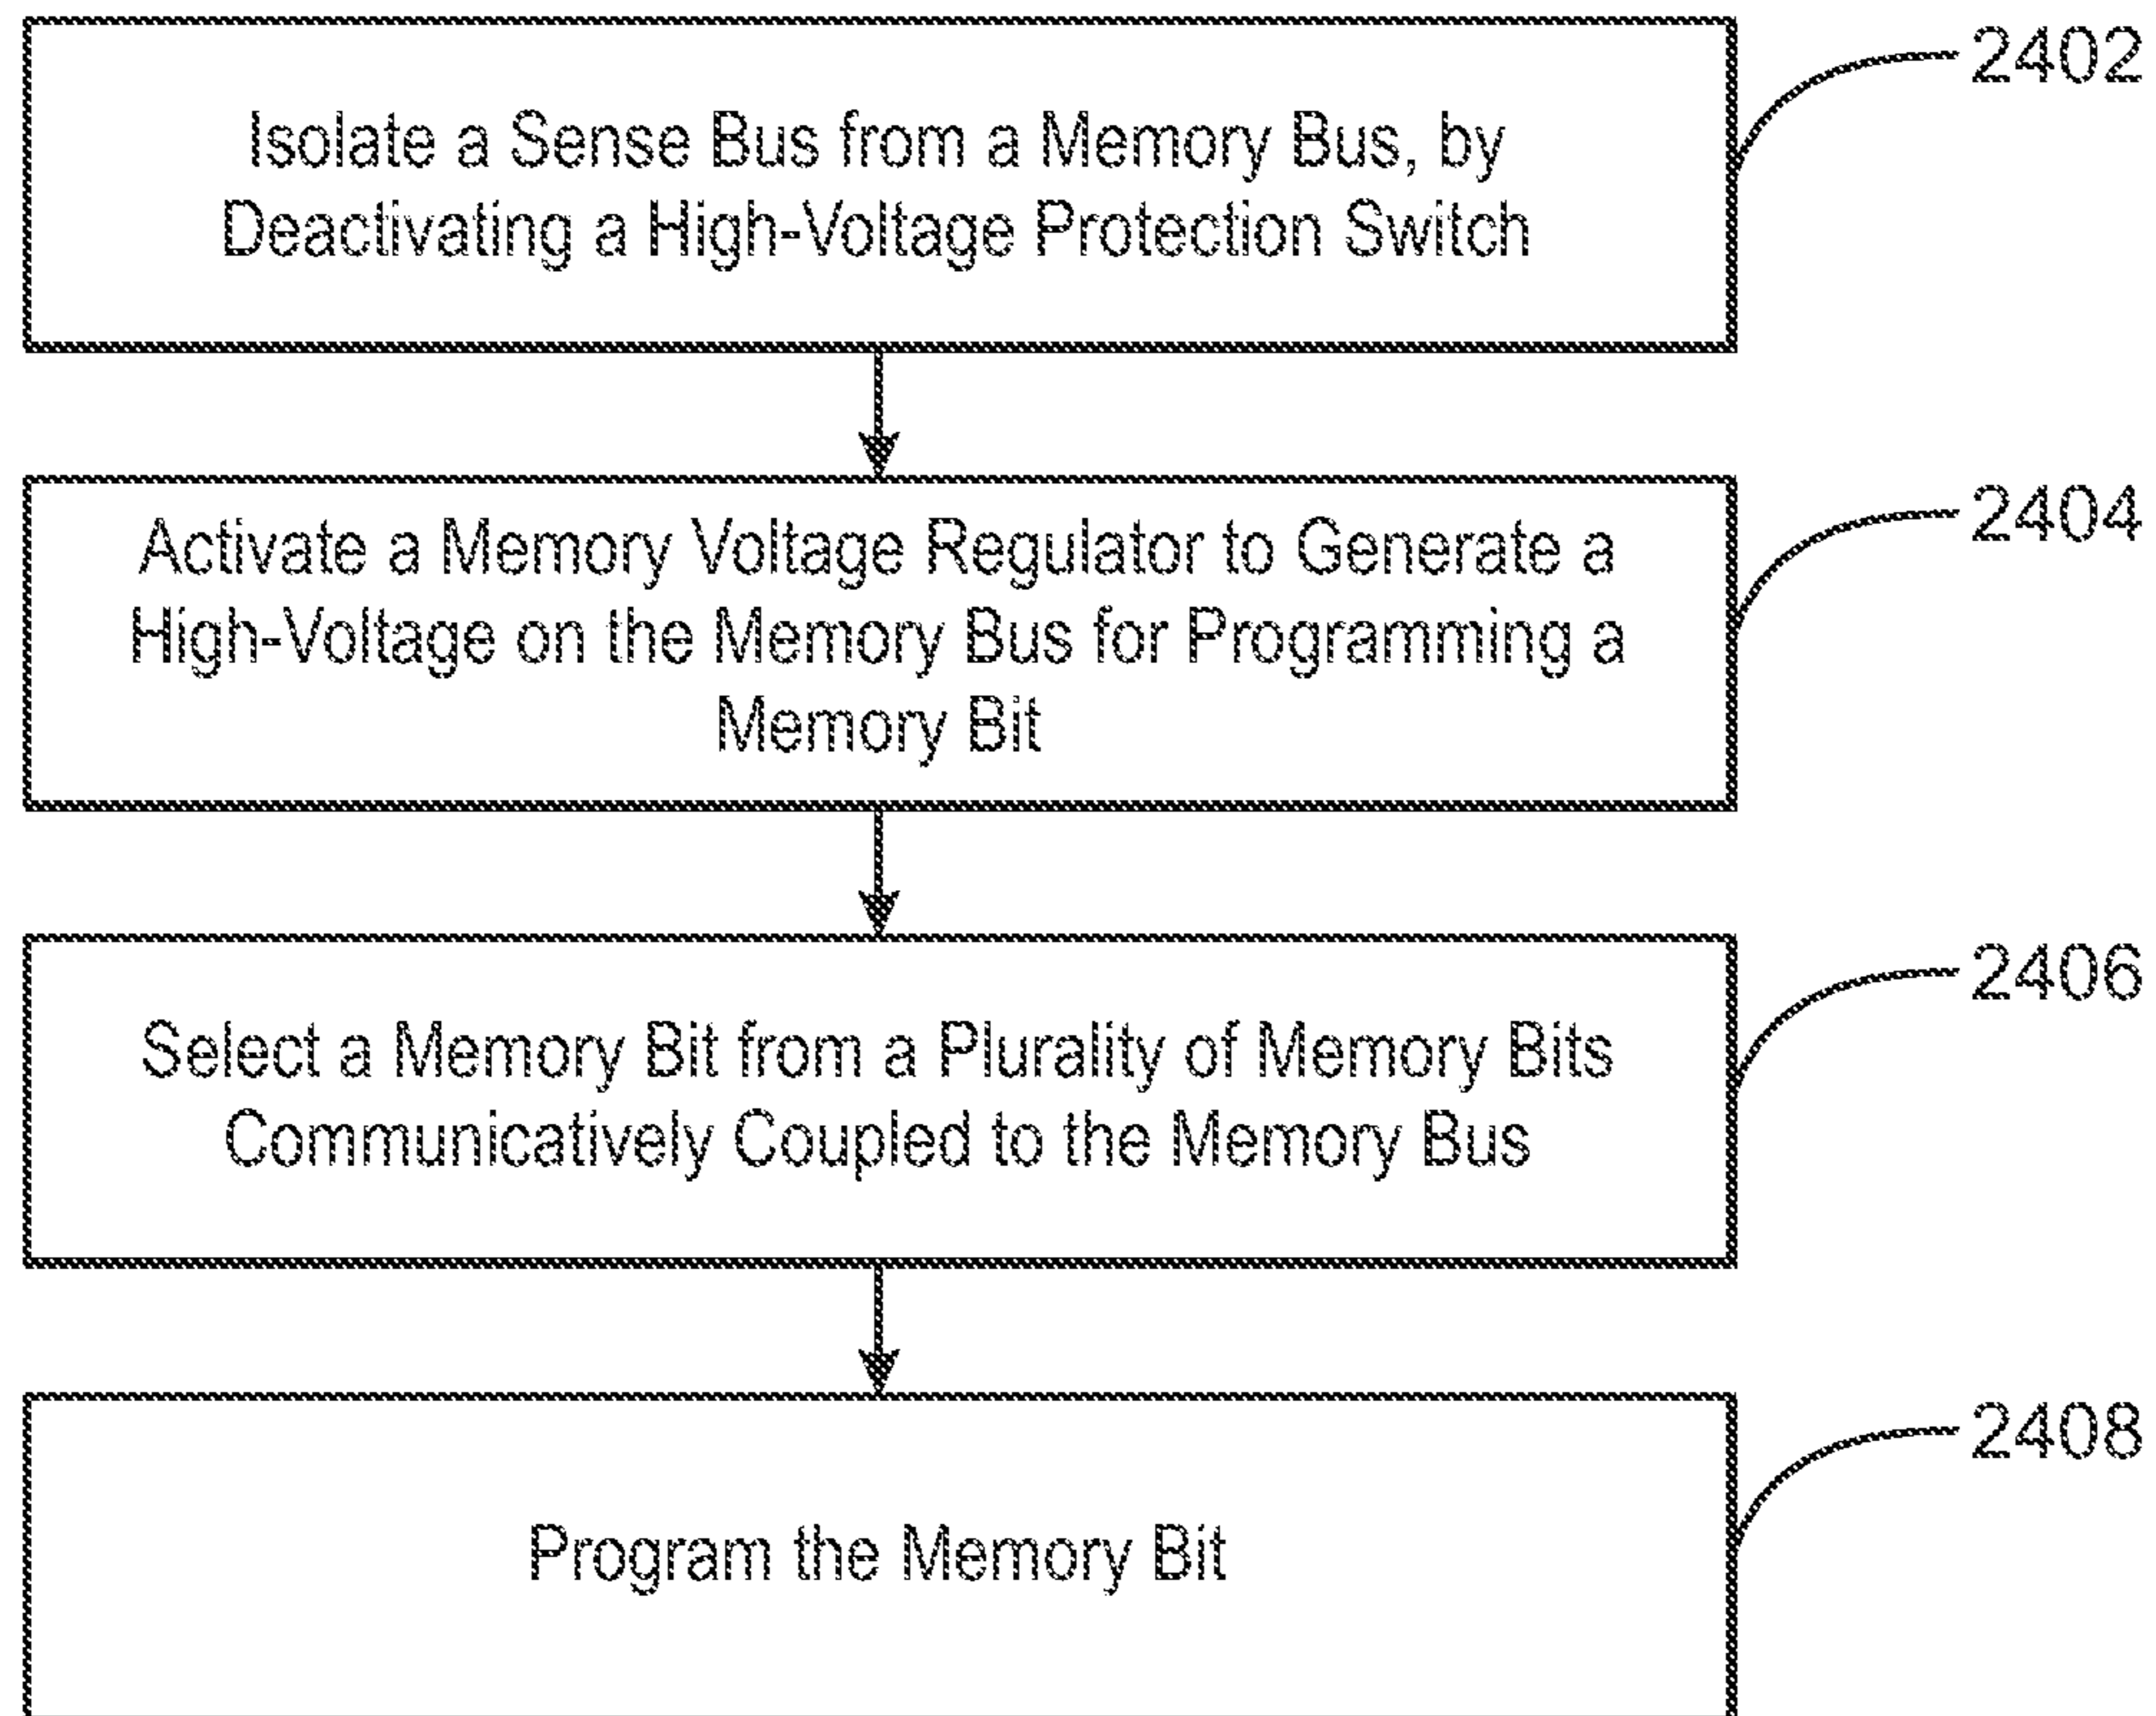 2402
Isolate a Sense Bus from a Memory Bus, by
Deactivating a High-Voltage Protection Switch
2404
Activate a Memory Voltage Regulator to Generate a
High-Voltage on the Memory Bus for Programming a
Memory Bit
2406
Select a Memory Bit from a Plurality of Memory Bits
Communicatively Coupled to the Memory Bus
2408
Program the Memory Bit